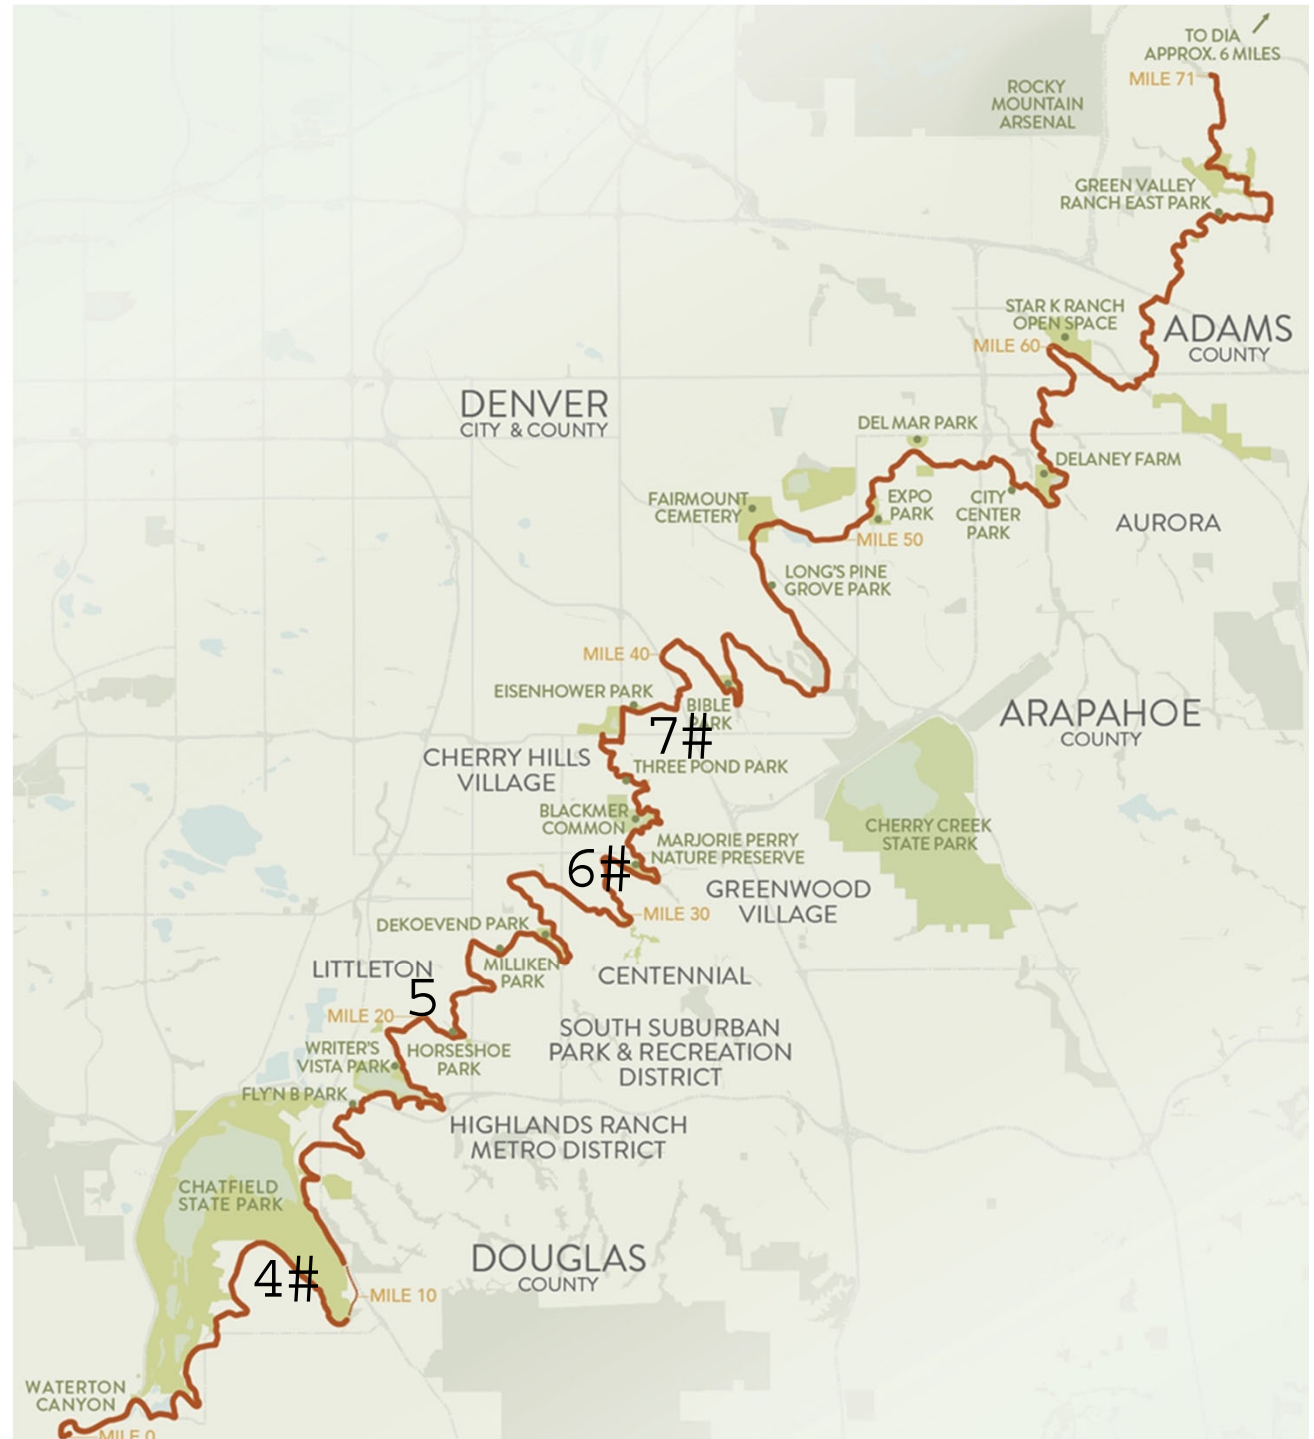 TO DIA
APPROX. 6 MILES
MILE 71
ROCKY
MOUNTAIN
ARSENAL
GREEN VALLEY
RANCH EAST PARK
STAR K RANCH
OPEN SPACE
MILE 60
ADAMS
COUNTY
DENVER
CITY & COUNTY
DEL MAR PARK
DELANEY FARM
FAIRMOUNT
CEMETERY
EXPO
PARK
CITY
CENTER
PARK
AURORA
MILE 50
LONG'S PINE
GROVE PARK
MILE 40
EISENHOWER PARK
BIBLE
PARK
7#
ARAPAHOE
COUNTY
CHERRY HILLS
VILLAGE
THREE POND PARK
BLACKMER
COMMON
CHERRY CREEK
STATE PARK
MARJORIE PERRY
NATURE PRESERVE
6#
GREENWOOD
VILLAGE
MILE 30
DEKOEVEND PARK
LITTLETON
MILLIKEN
PARK
CENTENNIAL
5
MILE 20
SOUTH SUBURBAN
PARK & RECREATION
DISTRICT
WRITER'S
VISTA PARK
HORSESHOE
PARK
FLYN B PARK
HIGHLANDS RANCH
METRO DISTRICT
CHATFIELD
STATE PARK
DOUGLAS
COUNTY
4#
MILE 10
WATERTON
CANYON
MILE 0